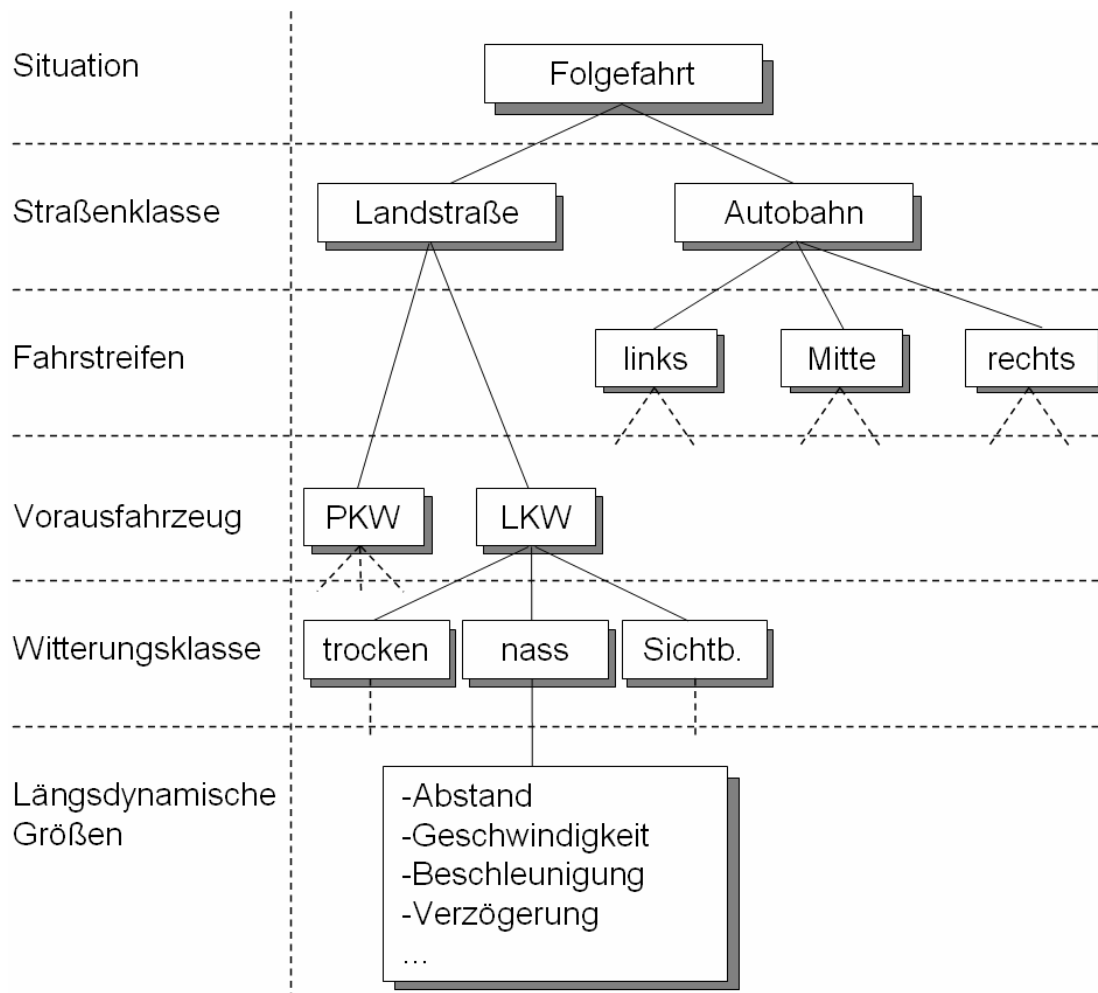 Situation
Folgefahrt
Straßenklasse
Landstraße
Autobahn
Fahrstreifen
links
Mitte
rechts
Vorausfahrzeug
PKW
LKW
Witterungsklasse
trocken
nass
Sichtb.
Längsdynamische
Größen
-Abstand
-Geschwindigkeit
-Beschleunigung
-Verzögerung
...